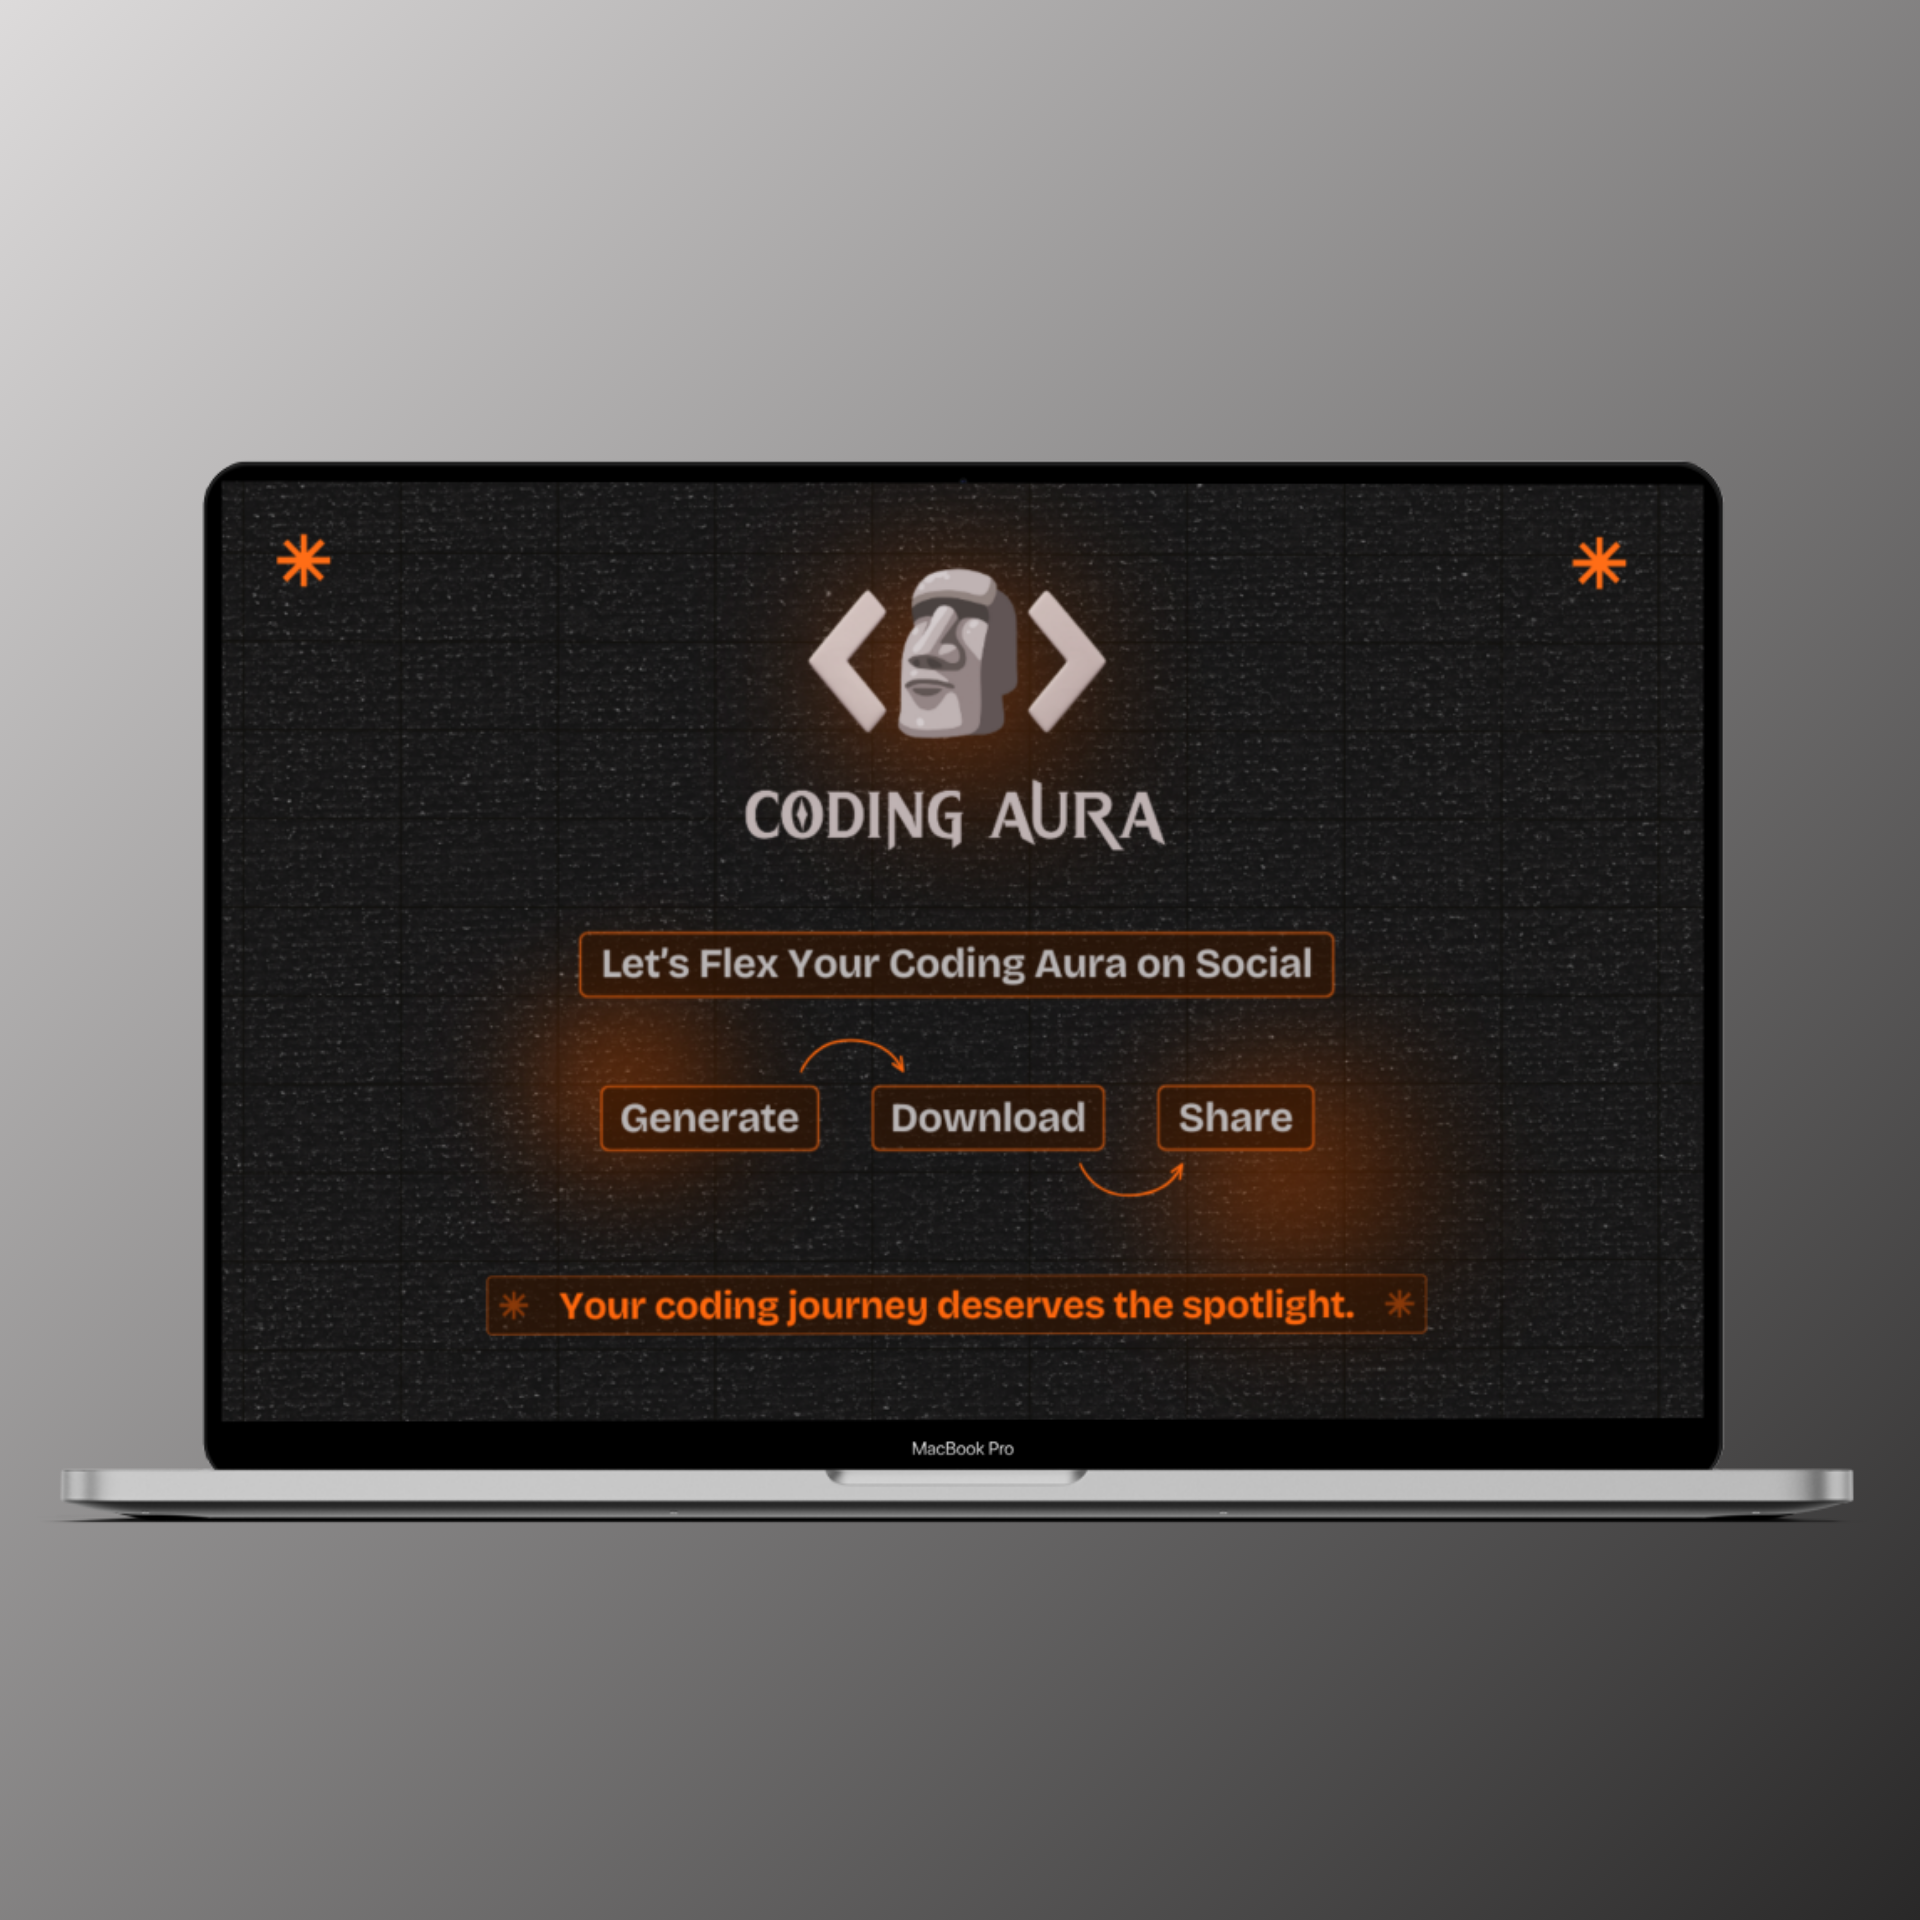 CODING AURA
Let's Flex Your Coding Aura on Social
Generate Download Share
Your coding journey deserves the spotlight.
MacBook Pro